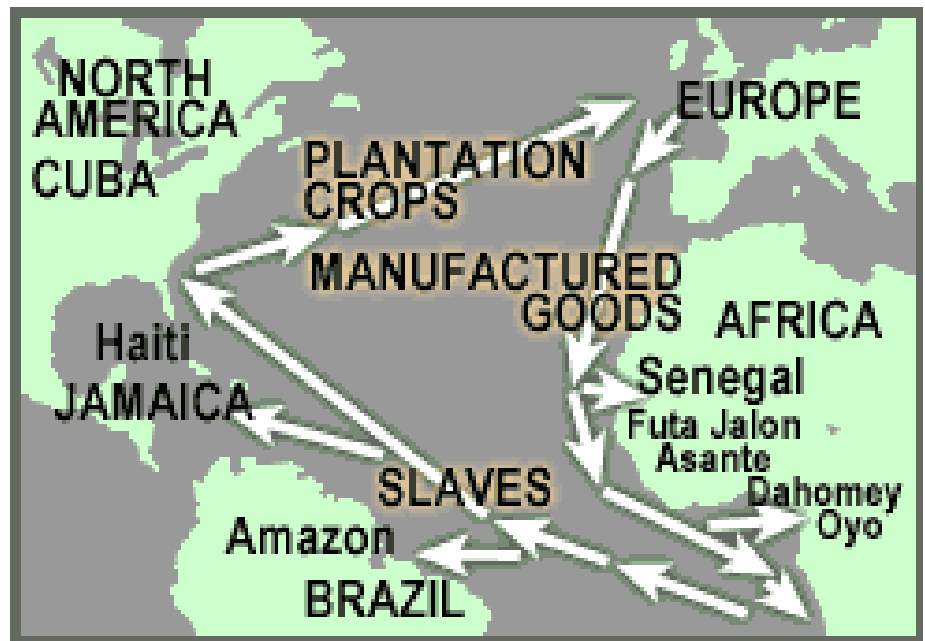 NORTH
AMERICA
CUBA
EUROPE
PLANTATION
CROPS
MANUFACTURED
GOODS
AFRICA
Haiti
JAMAICA
Senegal
Futa Jalon
Asante
Dahomey
Oyo
SLAVES
Amazon
BRAZIL